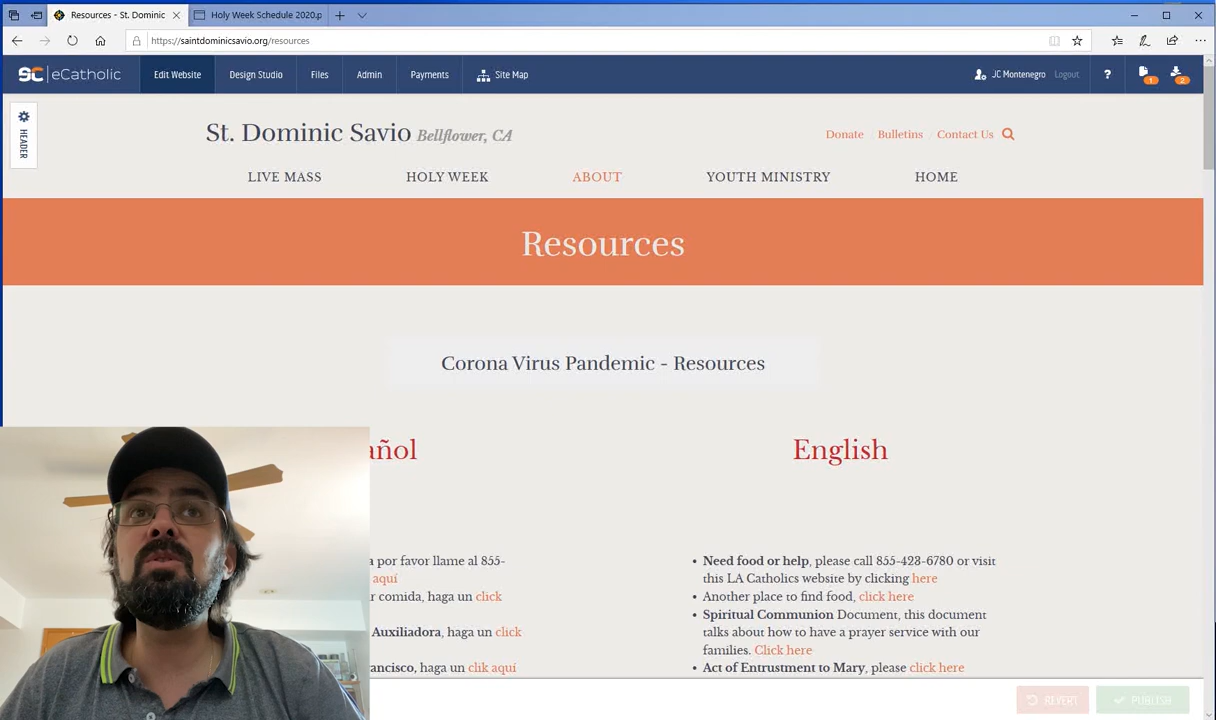 Resources - St. Dominic
Holy Week Schedule 2020.p
https://saintdominicsavio.org/resources
SC eCatholic
Edit Website
Design Studio
Files
Admin
Payments
Site Map
JC Montenegro
Logout
?
1
2
HEADER
St. Dominic Savio Bellflower, CA
Donate
Bulletins
Contact Us
LIVE MASS
HOLY WEEK
ABOUT
YOUTH MINISTRY
HOME
Resources
Corona Virus Pandemic - Resources
añol
por favor llame al 855-
aquí
r comida, haga un click
Auxiliadora, haga un click
ancisco, haga un clik aquí
English
• Need food or help, please call 855-423-6780 or visit
this LA Catholics website by clicking here
• Another place to find food, click here
• Spiritual Communion Document, this document
talks about how to have a prayer service with our
families. Click here
• Act of Entrustment to Mary, please click here
REVERT
PUBLISH